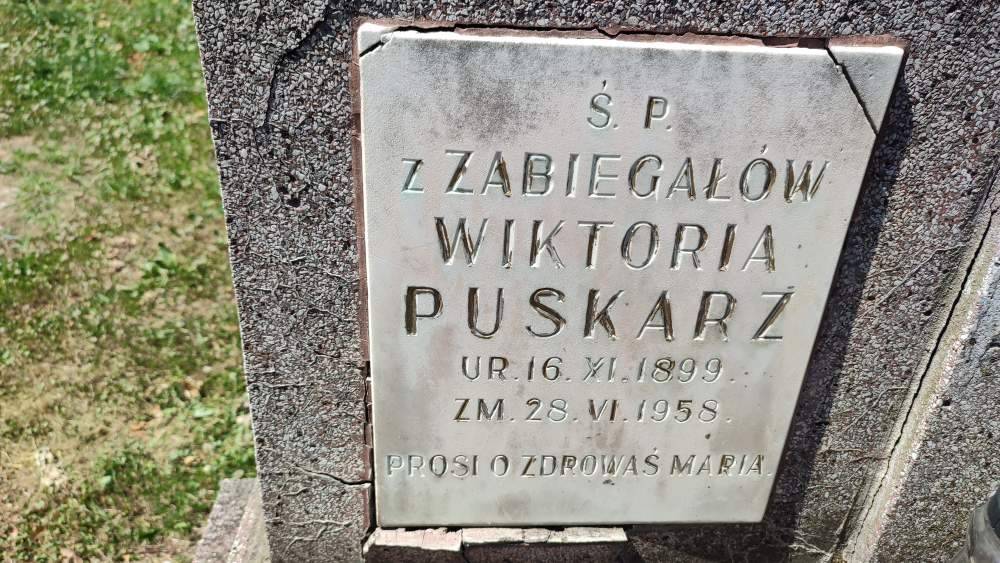 Ś. P.
Z ZABIEGAŁÓW
WIKTORIA
PUSKARZ
UR. 16. XI. 1899.
ZM. 28. VI. 1958.
PROSI O ZDROWAŚ MARIA.